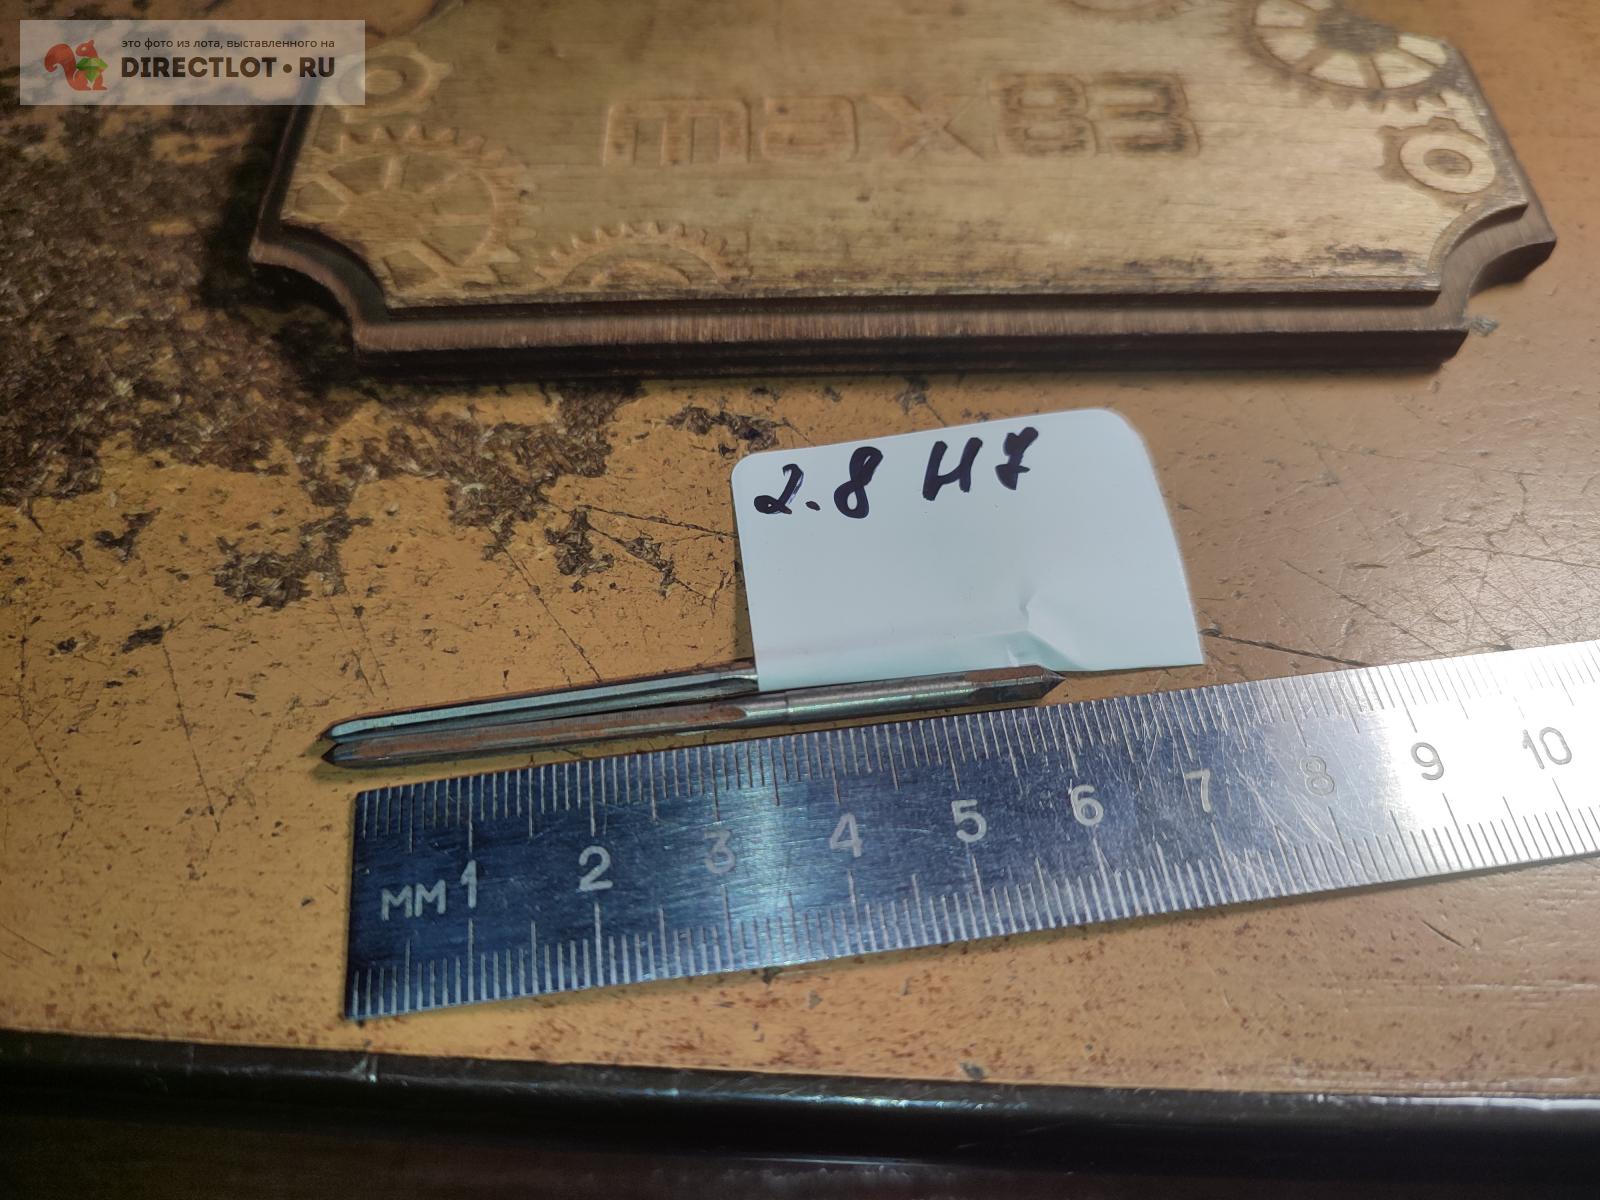 это фото из лота, выставленного на
DIRECTLOT.RU
maxв3
2.8 H7
мм 1 2 3 4 5 6 7 8 9 10